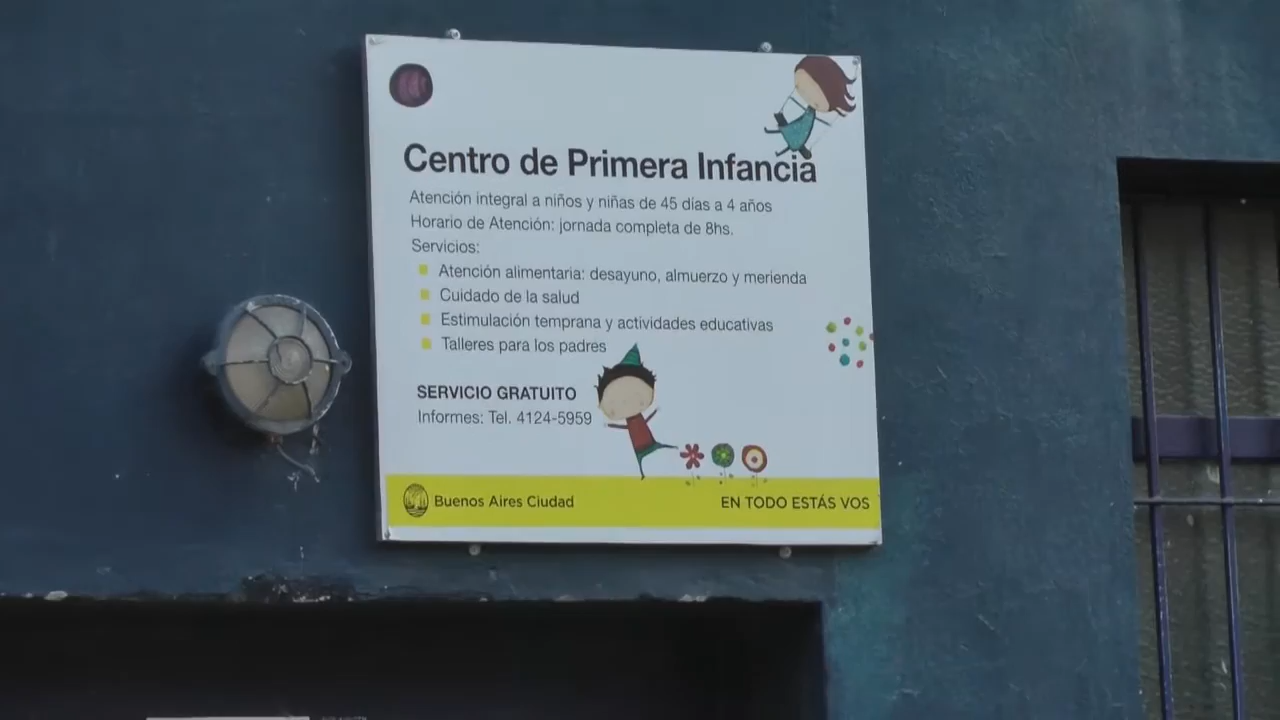 Centro de Primera Infancia
Atención integral a niños y niñas de 45 días a 4 años
Horario de Atención: jornada completa de 8hs.
Servicios:
Atención alimentaria: desayuno, almuerzo y merienda
Cuidado de la salud
Estimulación temprana y actividades educativas
Talleres para los padres
SERVICIO GRATUITO
Informes: Tel. 4124-5959
Buenos Aires Ciudad
EN TODO ESTÁS VOS